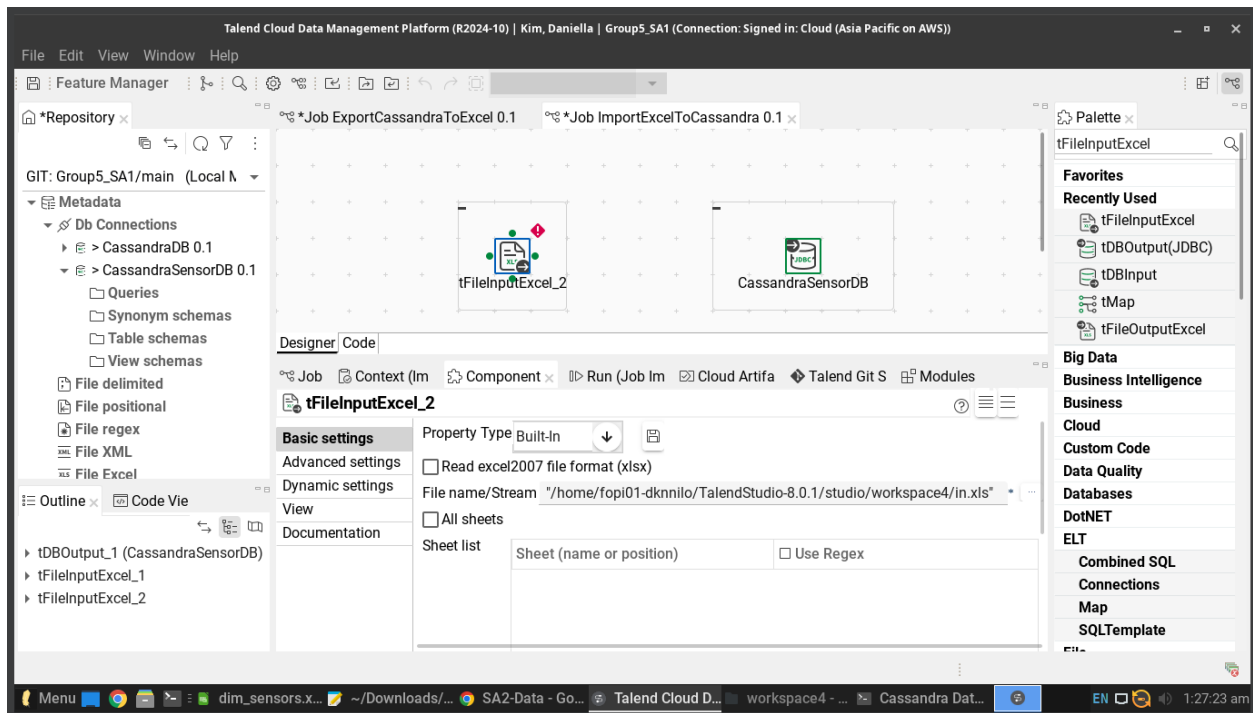 Talend Cloud Data Management Platform (R2024-10) | Kim, Daniella | Group5_SA1 (Connection: Signed in: Cloud (Asia Pacific on AWS))
File Edit View Window Help
Feature Manager
*Repository
*Job ExportCassandraToExcel 0.1
*Job ImportExcelToCassandra 0.1
Palette
tFileInputExcel
GIT: Group5_SA1/main (Local
Metadata
Db Connections
> CassandraDB 0.1
> CassandraSensorDB 0.1
Queries
Synonym schemas
Table schemas
View schemas
File delimited
File positional
File regex
XML File XML
XLS File Excel
XLS
tFileInputExcel_2
JDBC
CassandraSensorDB
Designer Code
Favorites
Recently Used
tFileInputExcel
tDBOutput(JDBC)
tDBInput
tMap
tFileOutputExcel
Big Data
Business Intelligence
Business
Cloud
Custom Code
Data Quality
Databases
DotNET
ELT
Combined SQL
Connections
Map
SQLTemplate
File
Job Context (Im Component Run (Job Im Cloud Artifa Talend Git S Modules
tFileInputExcel_2
Basic settings
Advanced settings
Dynamic settings
View
Documentation
Property Type Built-In
Read excel2007 file format (xlsx)
File name/Stream "/home/fopi01-dknnilo/TalendStudio-8.0.1/studio/workspace4/in.xls" * ...
All sheets
Sheet list
Sheet (name or position) Use Regex
Outline Code Vie
tDBOutput_1 (CassandraSensorDB)
tFileInputExcel_1
tFileInputExcel_2
Menu dim_sensors.x... ~/Downloads/... SA2-Data - Go... Talend Cloud D... workspace4 - ... Cassandra Dat... EN 1:27:23 am